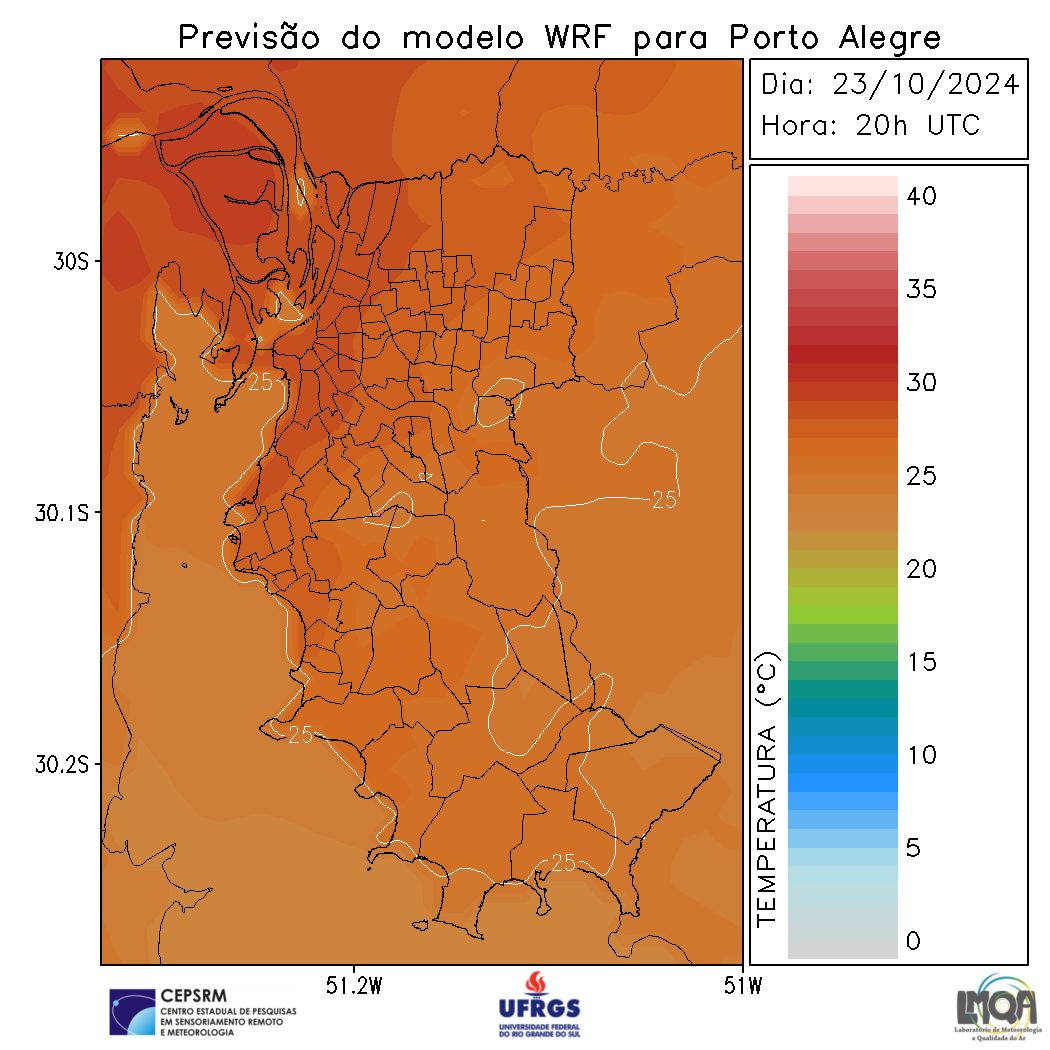 Previsão do modelo WRF para Porto Alegre
Dia: 23/10/2024
Hora: 20h UTC
40
35
30
25
20
15
10
5
0
TEMPERATURA (°C)
30S
30.1S
30.2S
51.2W
51W
25
25
25
25
CEPSRM
CENTRO ESTADUAL DE PESQUISAS
EM SENSORIAMENTO REMOTO
E METEOROLOGIA
UFRGS
UNIVERSIDADE FEDERAL
DO RIO GRANDE DO SUL
LMQA
Laboratório de Meteorologia
e Qualidade do Ar